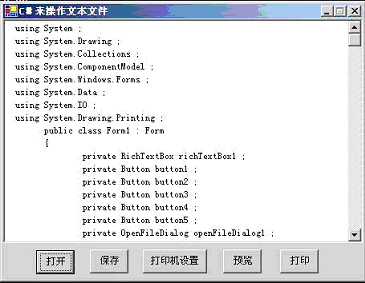 C#来操作文本文件
using System ;
using System.Drawing ;
using System.Collections ;
using System.ComponentModel ;
using System.Windows.Forms ;
using System.Data ;
using System.IO ;
using System.Drawing.Printing ;
public class Form1 : Form
{
private RichTextBox richTextBox1 ;
private Button button1 ;
private Button button2 ;
private Button button3 ;
private Button button4 ;
private Button button5 ;
private OpenFileDialog openFileDialog1 ;
打开 保存 打印机设置 预览 打印